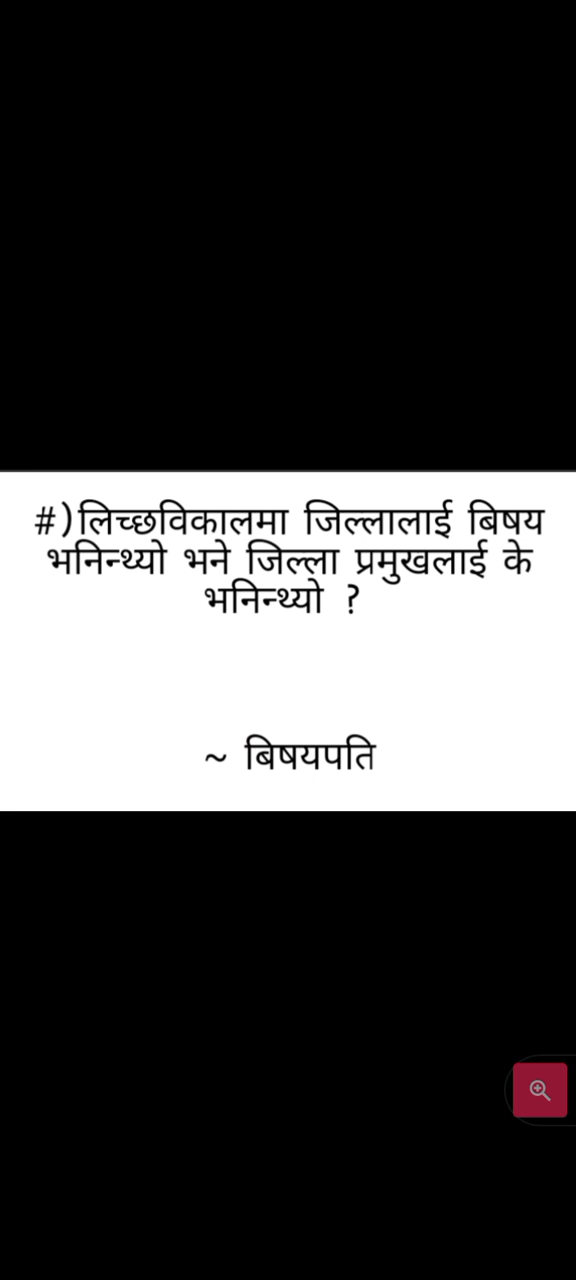 #)लिच्छविकालमा जिल्लालाई बिषय
भनिन्थ्यो भने जिल्ला प्रमुखलाई के
भनिन्थ्यो ?
~ बिषयपति